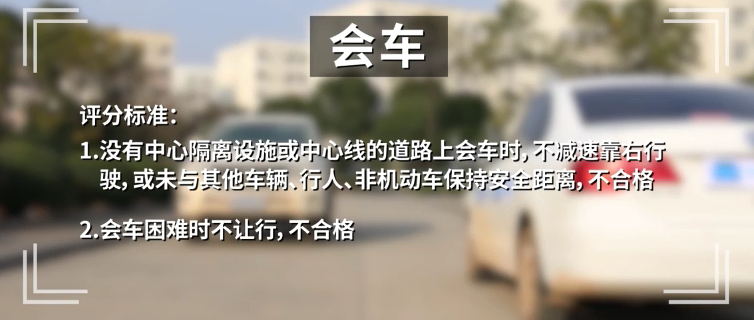 会车
评分标准：
1.没有中心隔离设施或中心线的道路上会车时，不减速靠右行
驶，或未与其他车辆、行人、非机动车保持安全距离，不合格
2.会车困难时不让行，不合格